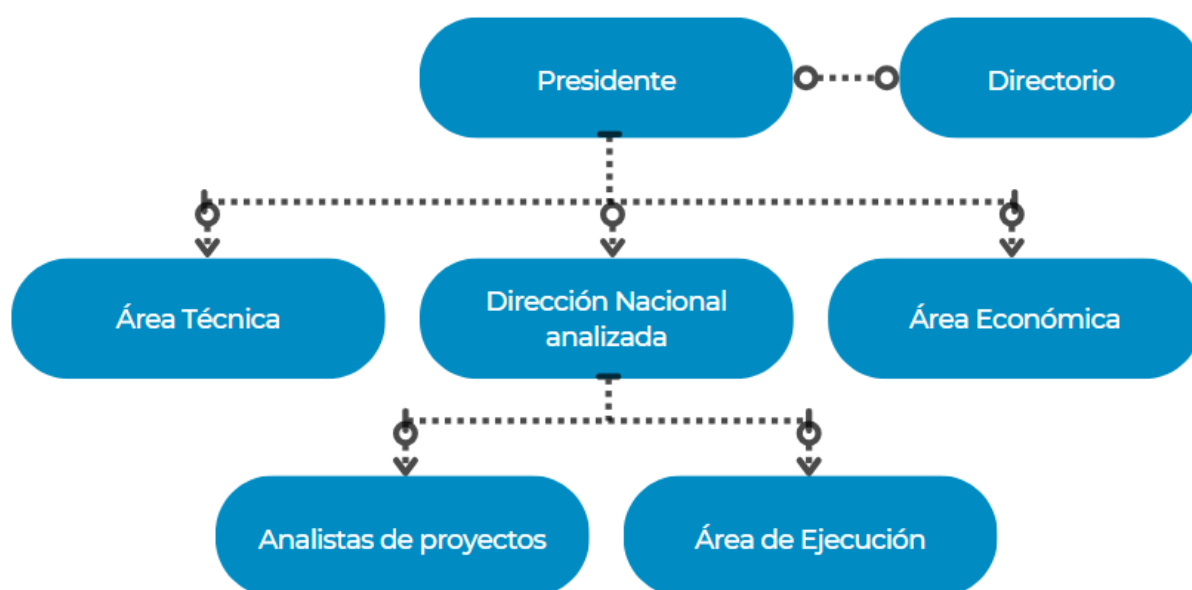 Presidente
Directorio
Área Técnica
Dirección Nacional
analizada
Área Económica
Analistas de proyectos
Área de Ejecución